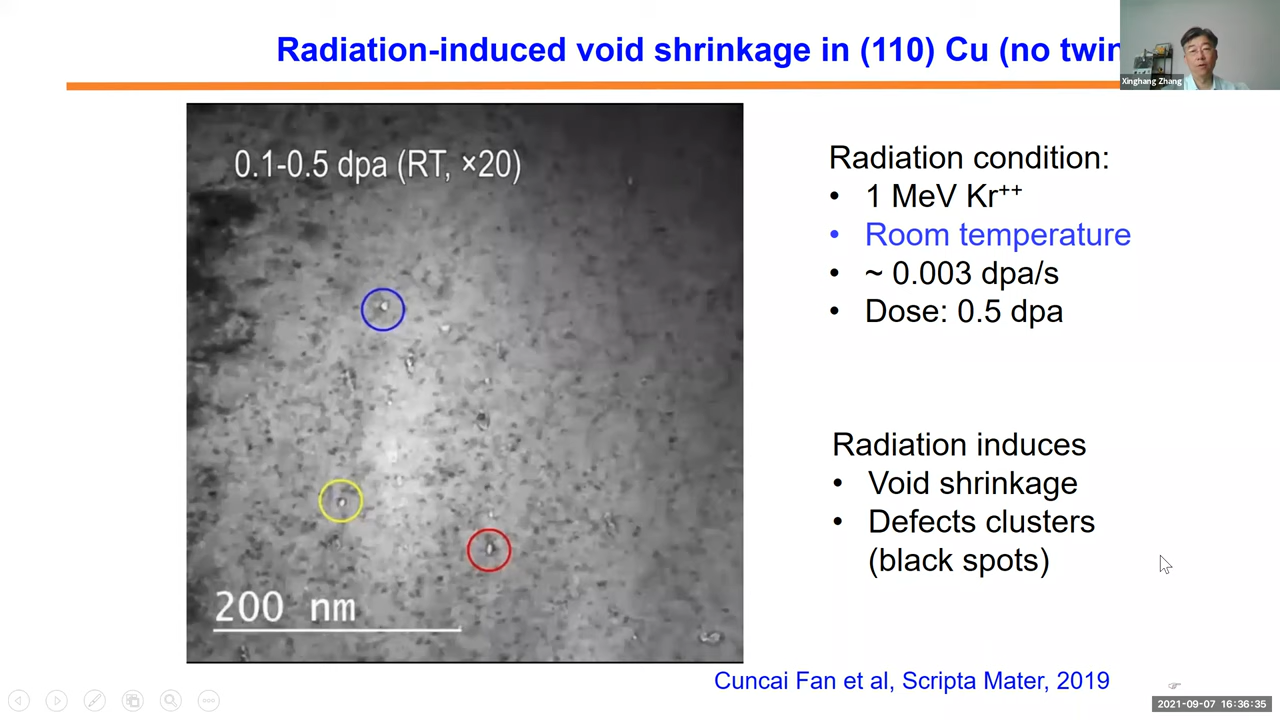 Radiation-induced void shrinkage in (110) Cu (no twin
Xinghang Zhang
0.1-0.5 dpa (RT, ×20)
200 nm
Radiation condition:
• 1 MeV Kr++
• Room temperature
• ~ 0.003 dpa/s
• Dose: 0.5 dpa
Radiation induces
• Void shrinkage
• Defects clusters
(black spots)
Cuncai Fan et al, Scripta Mater, 2019
2021-09-07 16:36:35